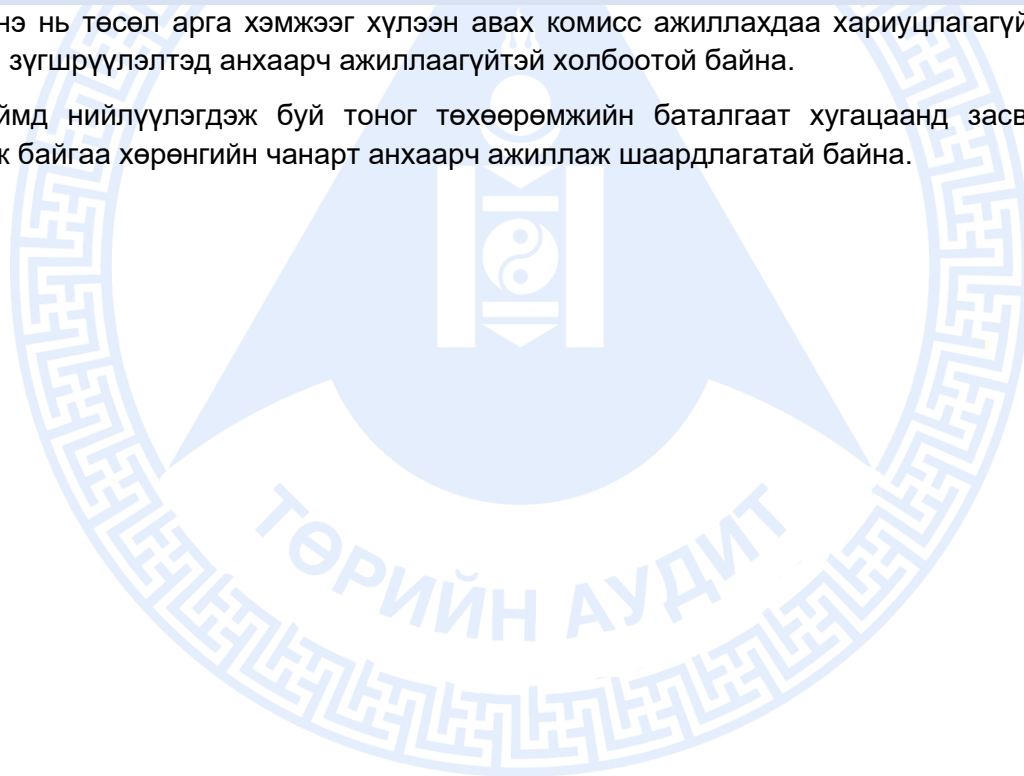 нэ нь төсөл арга хэмжээг хүлээн авах комисс ажиллахдаа хариуцлагагүй
зүгшрүүлэлтэд анхаарч ажиллаагүйтэй холбоотой байна.
ймд нийлүүлэгдэж буй тоног төхөөрөмжийн баталгаат хугацаанд засв
ж байгаа хөрөнгийн чанарт анхаарч ажиллаж шаардлагатай байна.
ТӨРИЙН АУДИТ